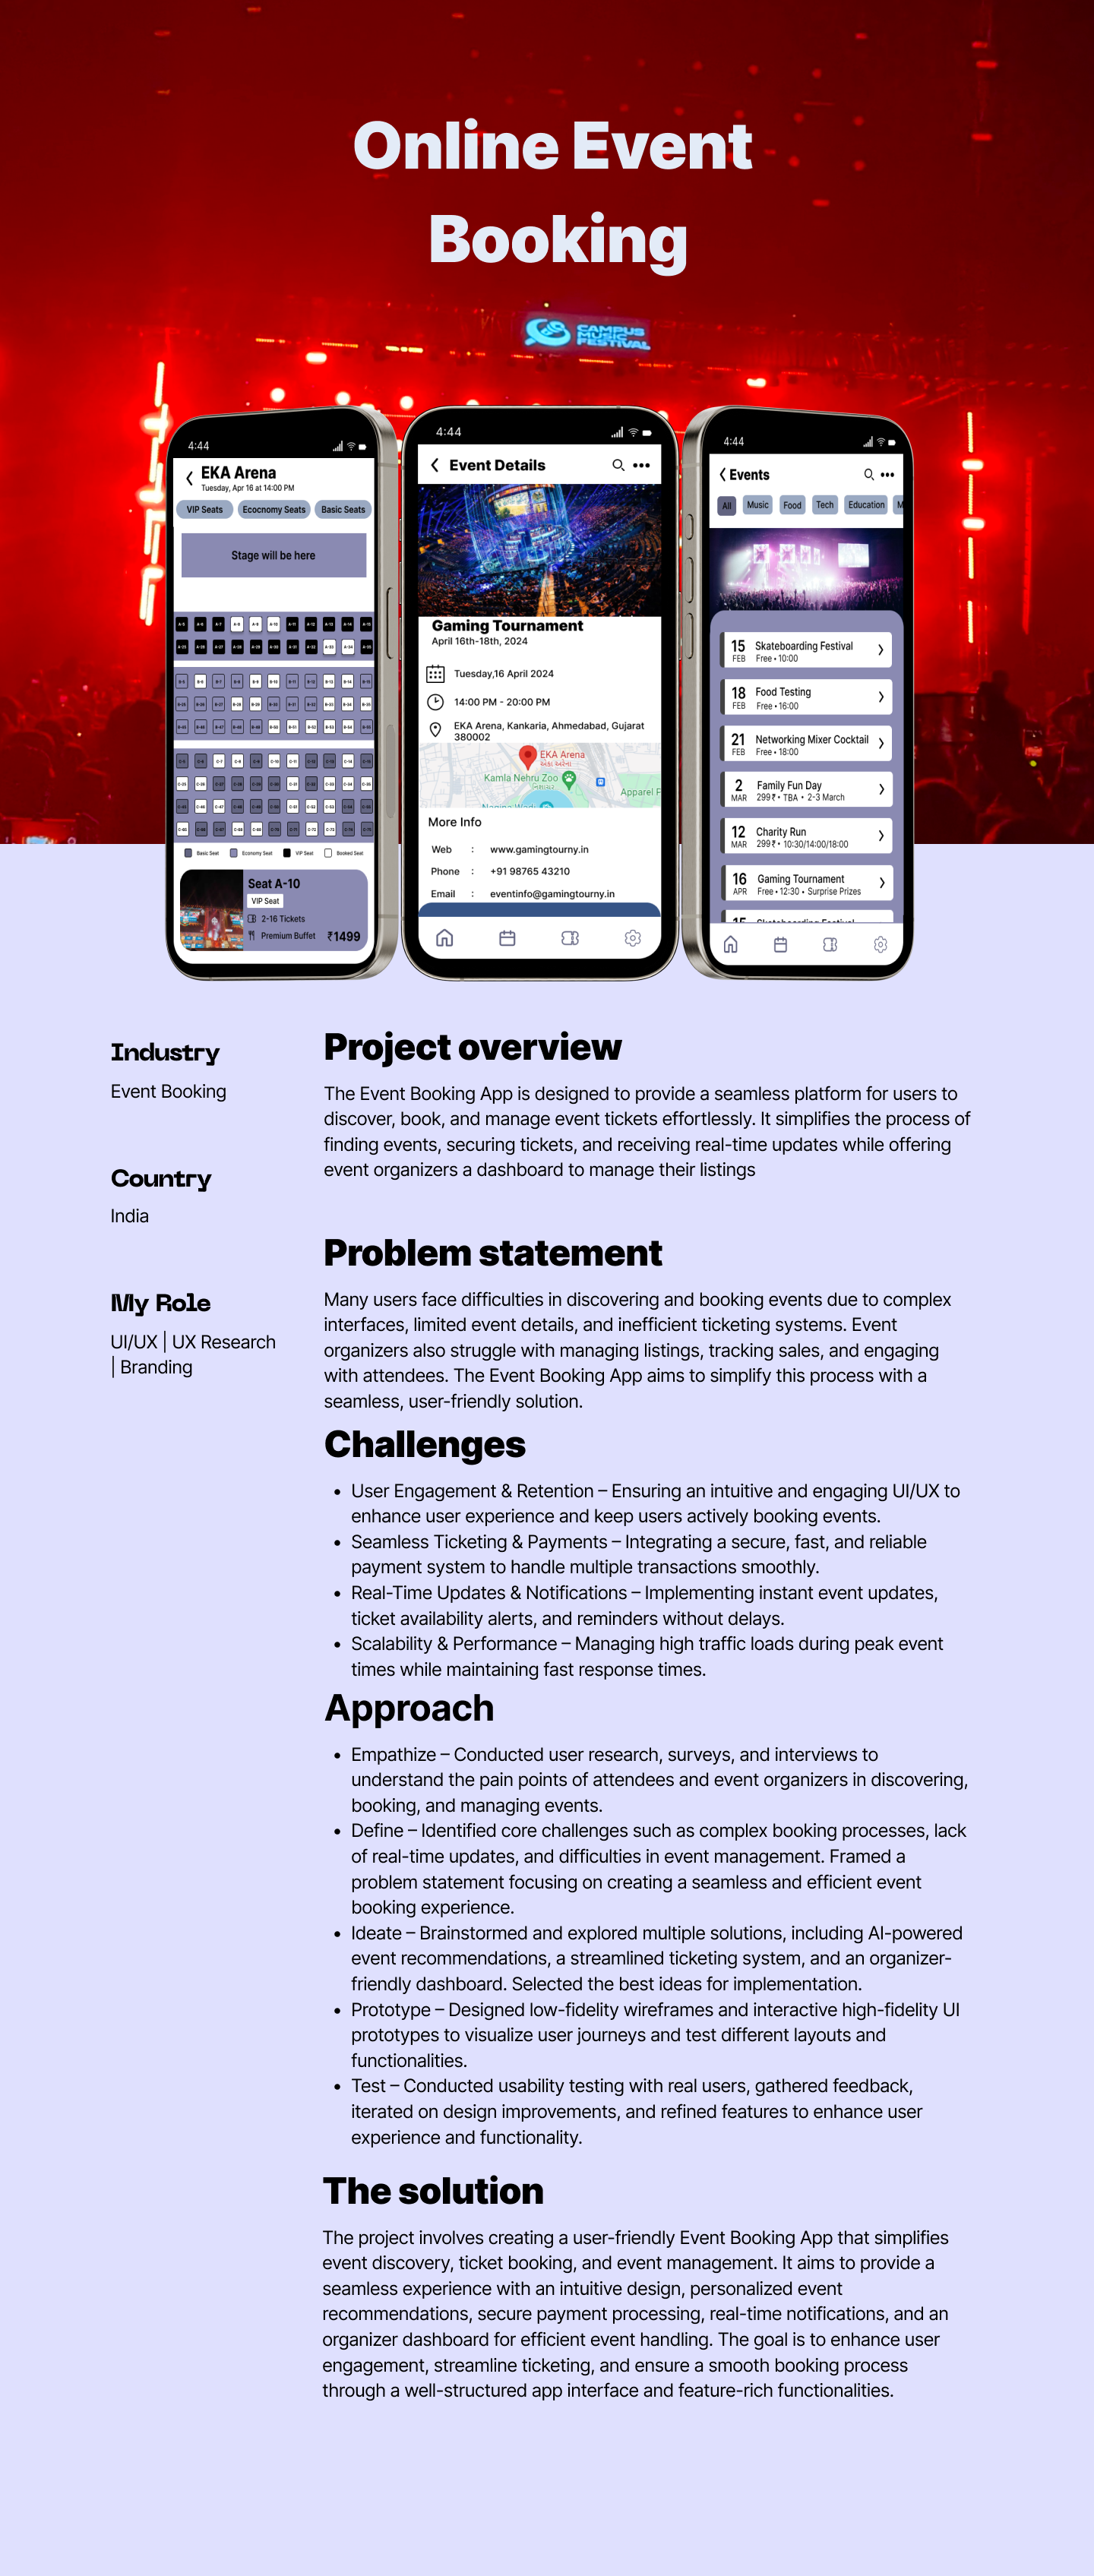 Online Event
Booking
CAMPUS
MUSIC
FESTIVAL
4:44
EKA Arena
Tuesday, Apr 16 at 14:00 PM
VIP Seats Ecocnomy Seats Basic Seats
Stage will be here
Basic Seat Economy Seat VIP Seat Booked Seat
Seat A-10
VIP Seat
2-16 Tickets
Premium Buffet ₹1499
4:44
Event Details
Gaming Tournament
April 16th-18th, 2024
Tuesday,16 April 2024
14:00 PM - 20:00 PM
EKA Arena, Kankaria, Ahmedabad, Gujarat
380002
EKA Arena
Kamla Nehru Zoo
Apparel P
Nagina Wadi
More Info
Web : www.gamingtourny.in
Phone : +91 98765 43210
Email : eventinfo@gamingtourny.in
4:44
Events
All Music Food Tech Education M
15 Skateboarding Festival
FEB Free • 10:00
18 Food Testing
FEB Free • 16:00
21 Networking Mixer Cocktail
FEB Free • 18:00
2 Family Fun Day
MAR 299₹ • TBA • 2-3 March
12 Charity Run
MAR 299₹ • 10:30/14:00/18:00
16 Gaming Tournament
APR Free • 12:30 • Surprise Prizes
15 Skateboarding Festival
Industry
Event Booking
Country
India
My Role
UI/UX | UX Research
| Branding
Project overview
The Event Booking App is designed to provide a seamless platform for users to
discover, book, and manage event tickets effortlessly. It simplifies the process of
finding events, securing tickets, and receiving real-time updates while offering
event organizers a dashboard to manage their listings
Problem statement
Many users face difficulties in discovering and booking events due to complex
interfaces, limited event details, and inefficient ticketing systems. Event
organizers also struggle with managing listings, tracking sales, and engaging
with attendees. The Event Booking App aims to simplify this process with a
seamless, user-friendly solution.
Challenges
• User Engagement & Retention – Ensuring an intuitive and engaging UI/UX to
enhance user experience and keep users actively booking events.
• Seamless Ticketing & Payments – Integrating a secure, fast, and reliable
payment system to handle multiple transactions smoothly.
• Real-Time Updates & Notifications – Implementing instant event updates,
ticket availability alerts, and reminders without delays.
• Scalability & Performance – Managing high traffic loads during peak event
times while maintaining fast response times.
Approach
• Empathize – Conducted user research, surveys, and interviews to
understand the pain points of attendees and event organizers in discovering,
booking, and managing events.
• Define – Identified core challenges such as complex booking processes, lack
of real-time updates, and difficulties in event management. Framed a
problem statement focusing on creating a seamless and efficient event
booking experience.
• Ideate – Brainstormed and explored multiple solutions, including AI-powered
event recommendations, a streamlined ticketing system, and an organizer-
friendly dashboard. Selected the best ideas for implementation.
• Prototype – Designed low-fidelity wireframes and interactive high-fidelity UI
prototypes to visualize user journeys and test different layouts and
functionalities.
• Test – Conducted usability testing with real users, gathered feedback,
iterated on design improvements, and refined features to enhance user
experience and functionality.
The solution
The project involves creating a user-friendly Event Booking App that simplifies
event discovery, ticket booking, and event management. It aims to provide a
seamless experience with an intuitive design, personalized event
recommendations, secure payment processing, real-time notifications, and an
organizer dashboard for efficient event handling. The goal is to enhance user
engagement, streamline ticketing, and ensure a smooth booking process
through a well-structured app interface and feature-rich functionalities.